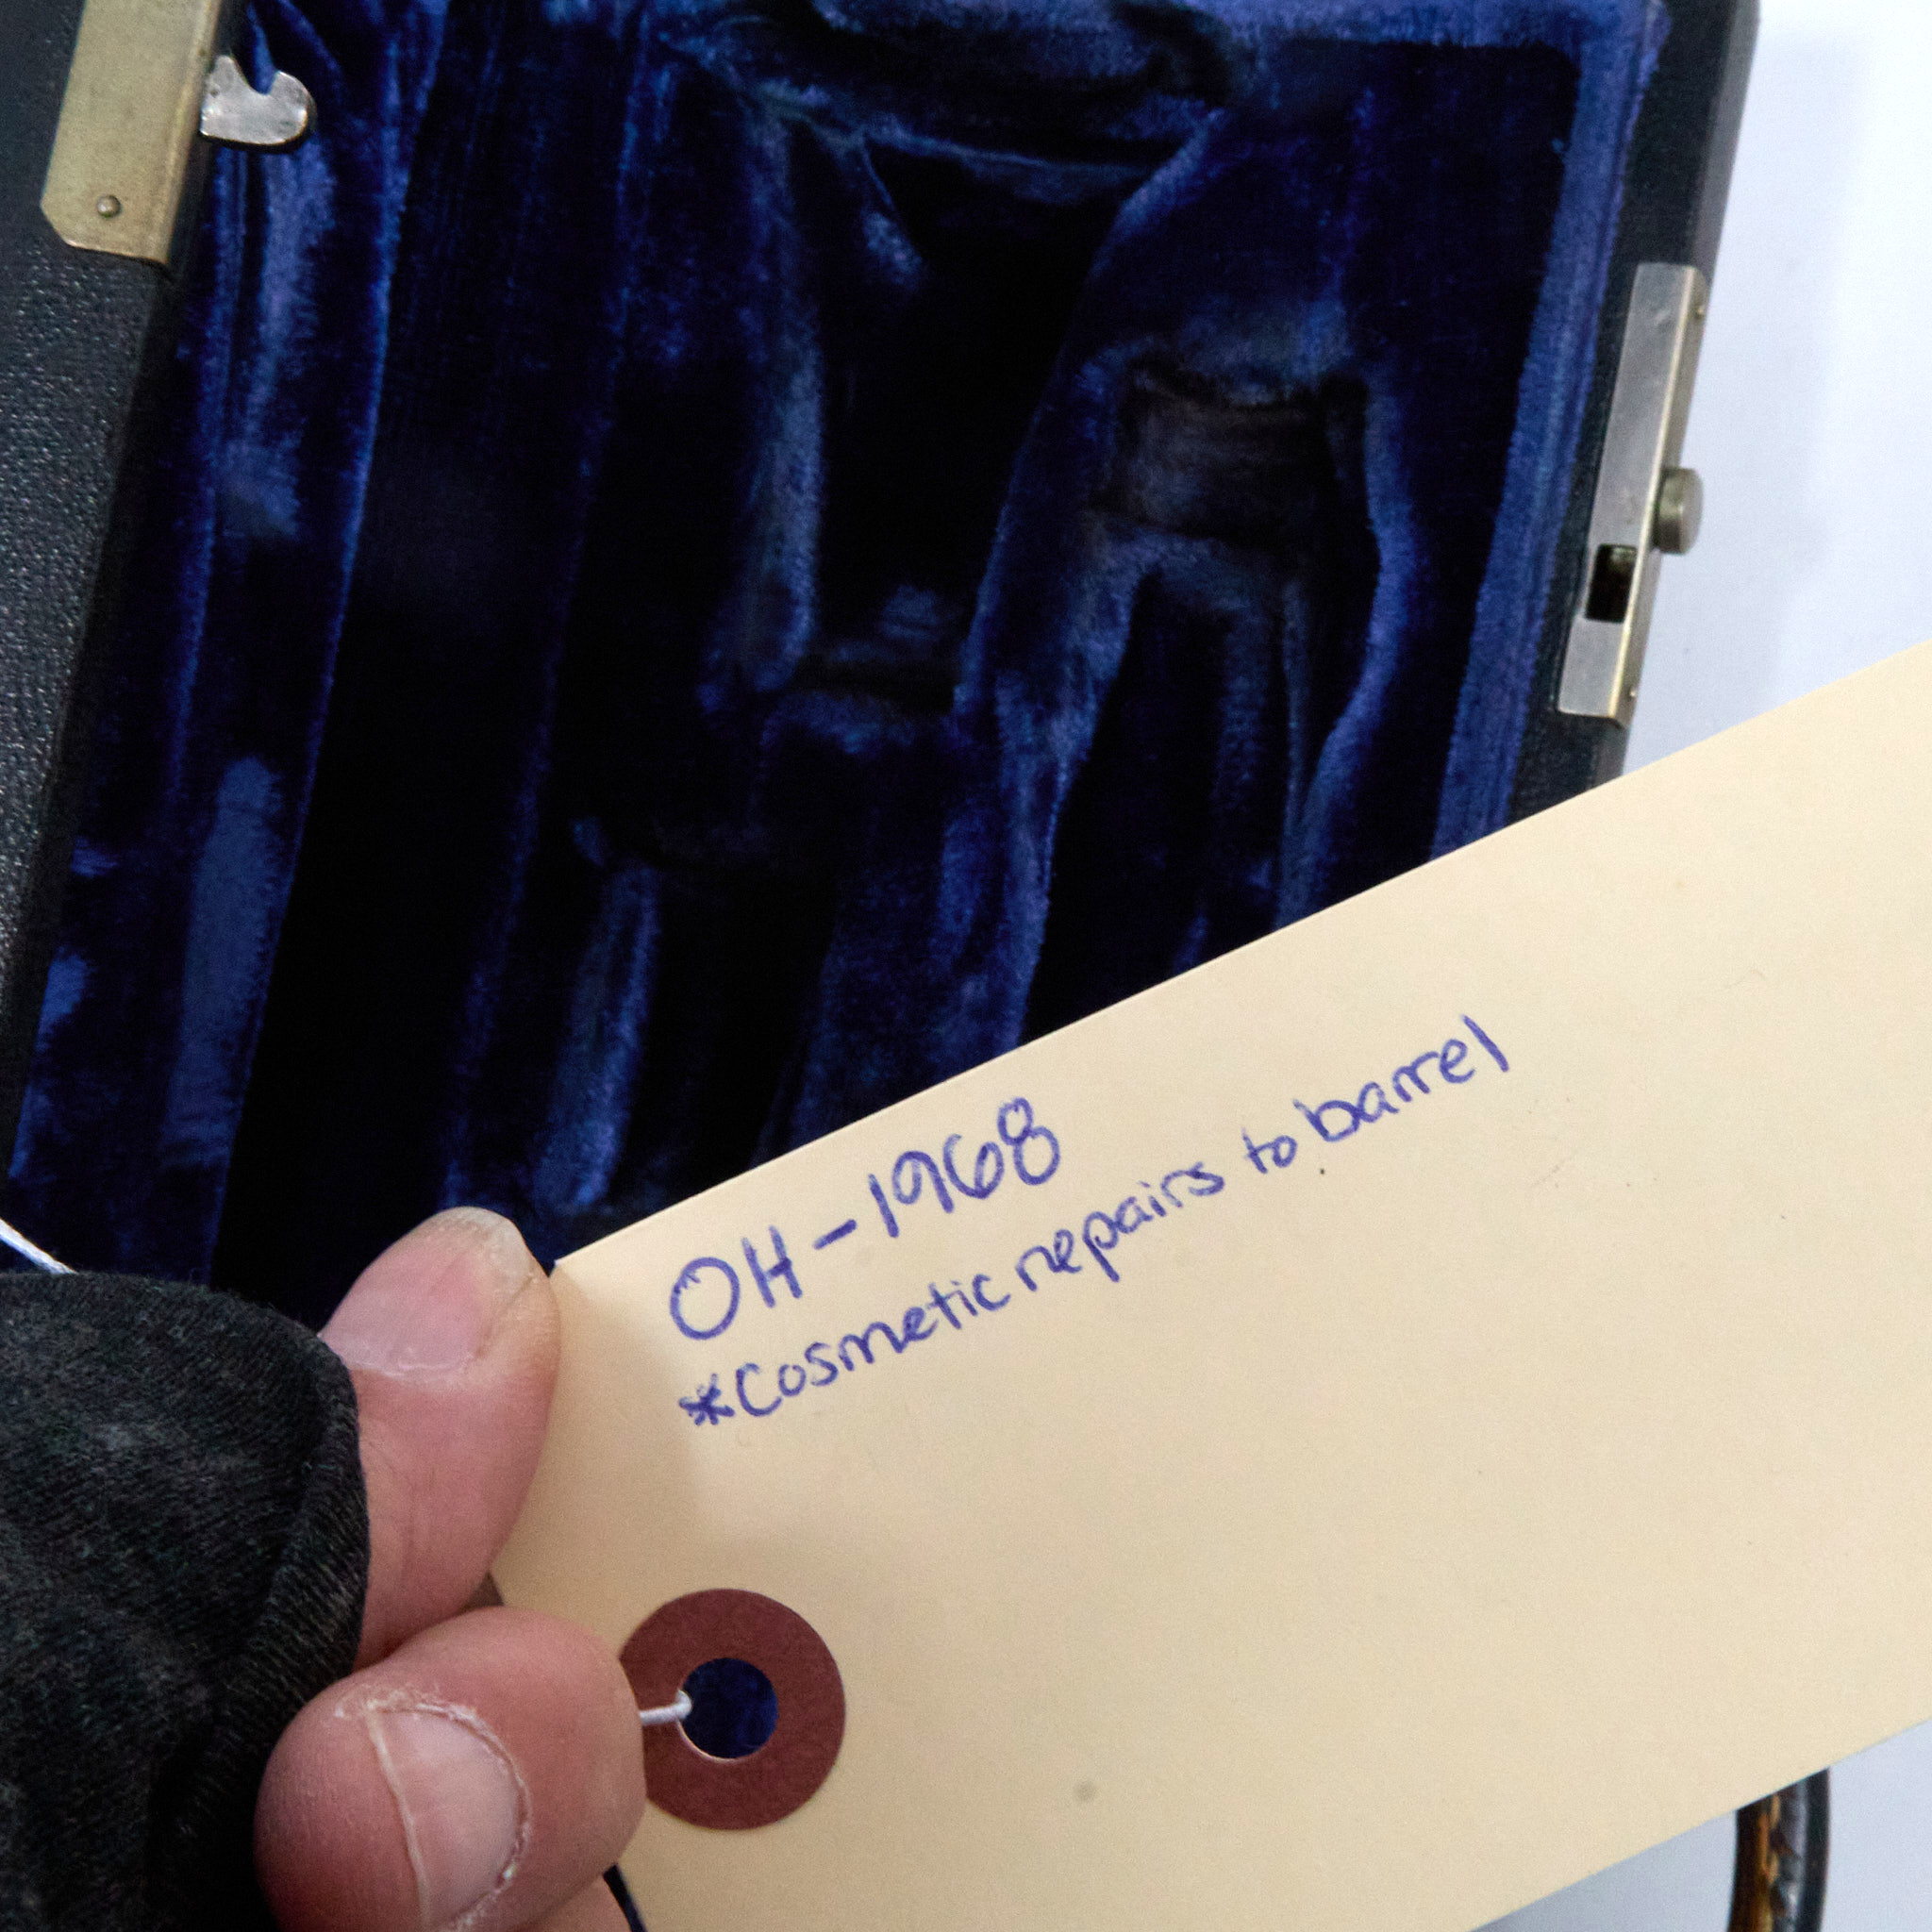 OH-1968
*Cosmetic repairs to barrel